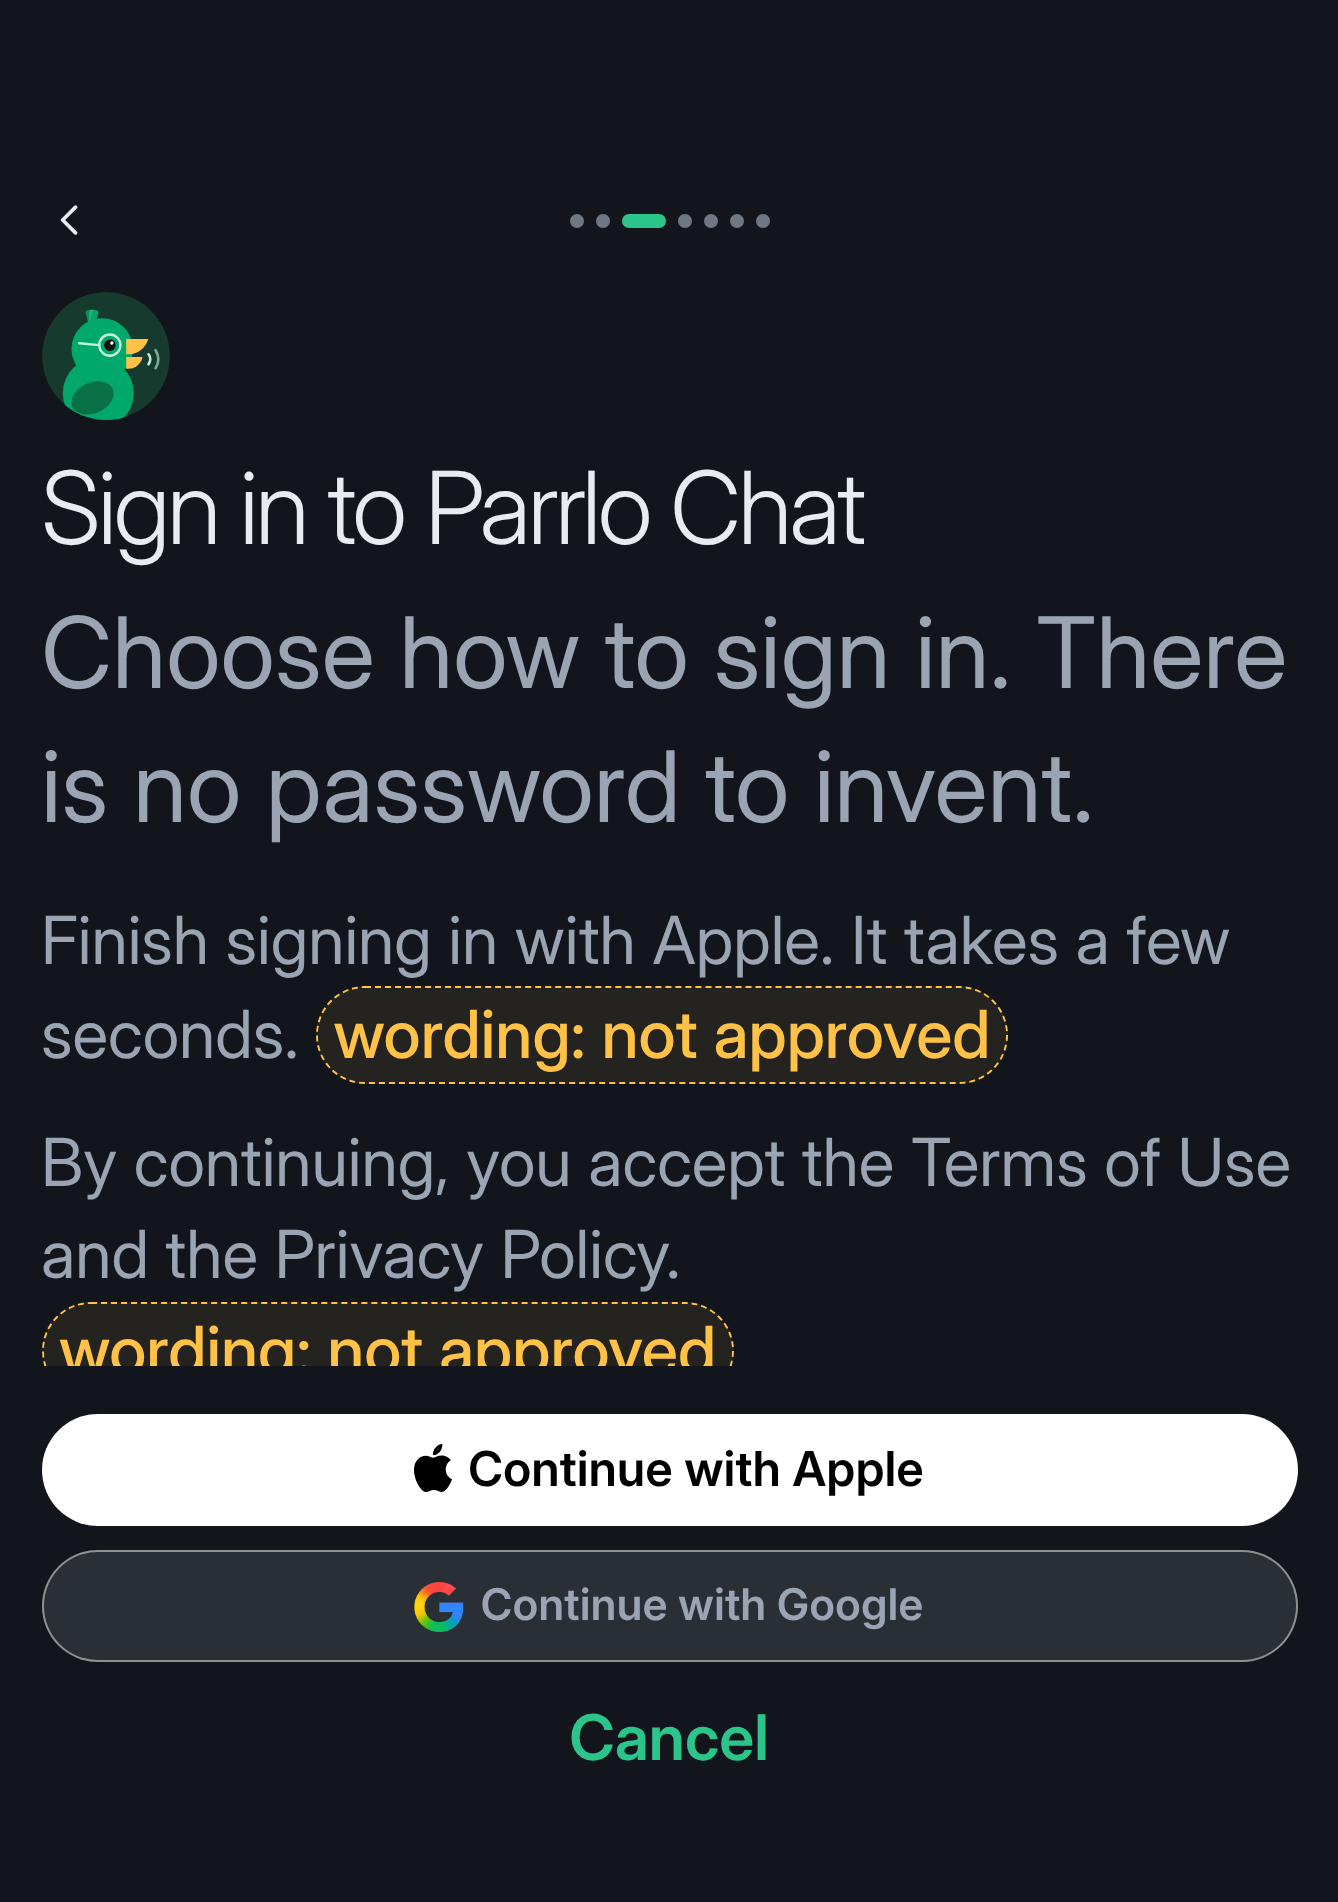 Sign in to Parrlo Chat
Choose how to sign in. There
is no password to invent.
Finish signing in with Apple. It takes a few
seconds. wording: not approved
By continuing, you accept the Terms of Use
and the Privacy Policy.
wording: not approved
Continue with Apple
Continue with Google
Cancel